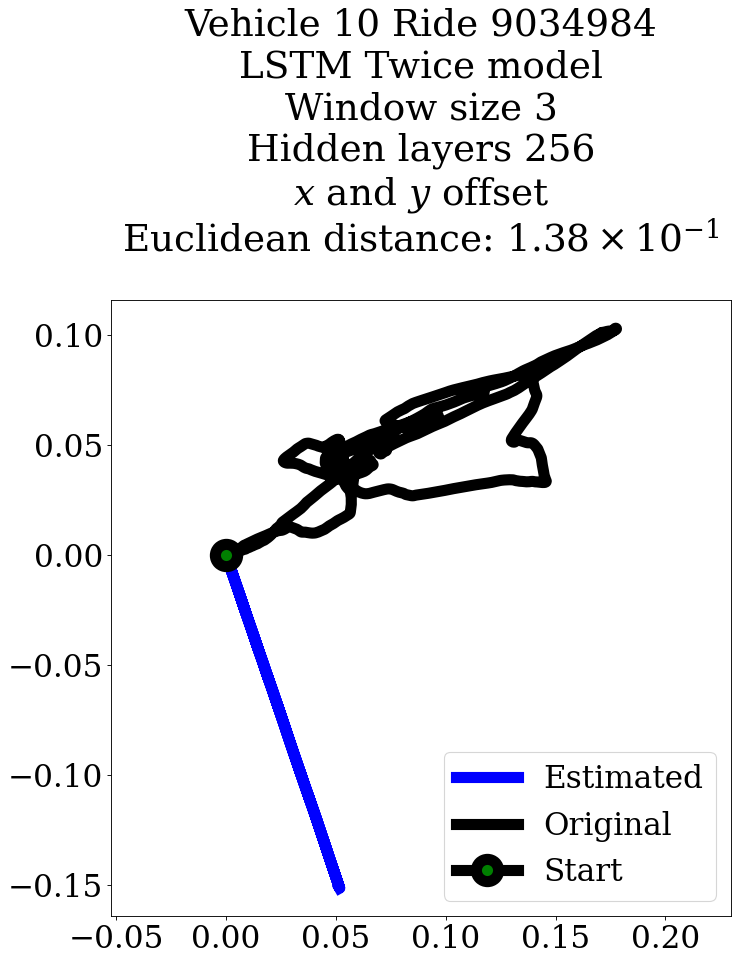 Vehicle 10 Ride 9034984
LSTM Twice model
Window size 3
Hidden layers 256
x and y offset
Euclidean distance: 1.38 × 10⁻¹
0.10
0.05
0.00
−0.05
−0.10
−0.15
Estimated
Original
Start
−0.05 0.00 0.05 0.10 0.15 0.20